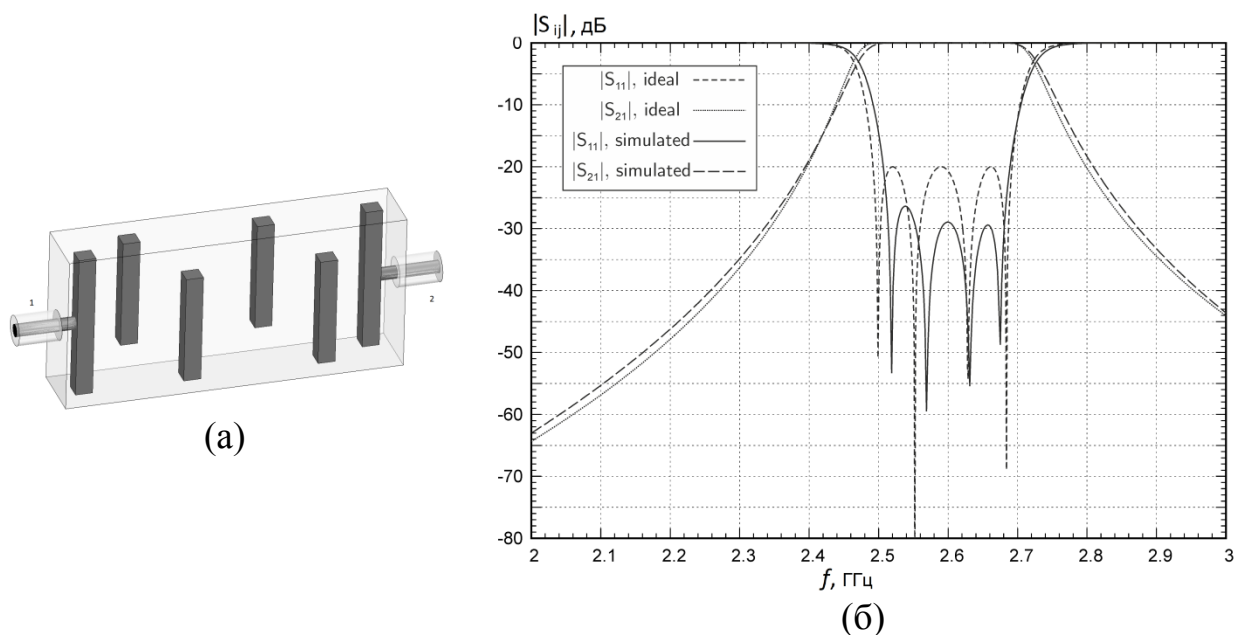 1
2
(а)
|S ij|, дБ
0
-10
-20
-30
-40
-50
-60
-70
-80
|S11|, ideal
|S21|, ideal
|S11|, simulated
|S21|, simulated
2 2.1 2.2 2.3 2.4 2.5 2.6 2.7 2.8 2.9 3
f, ГГц
(б)